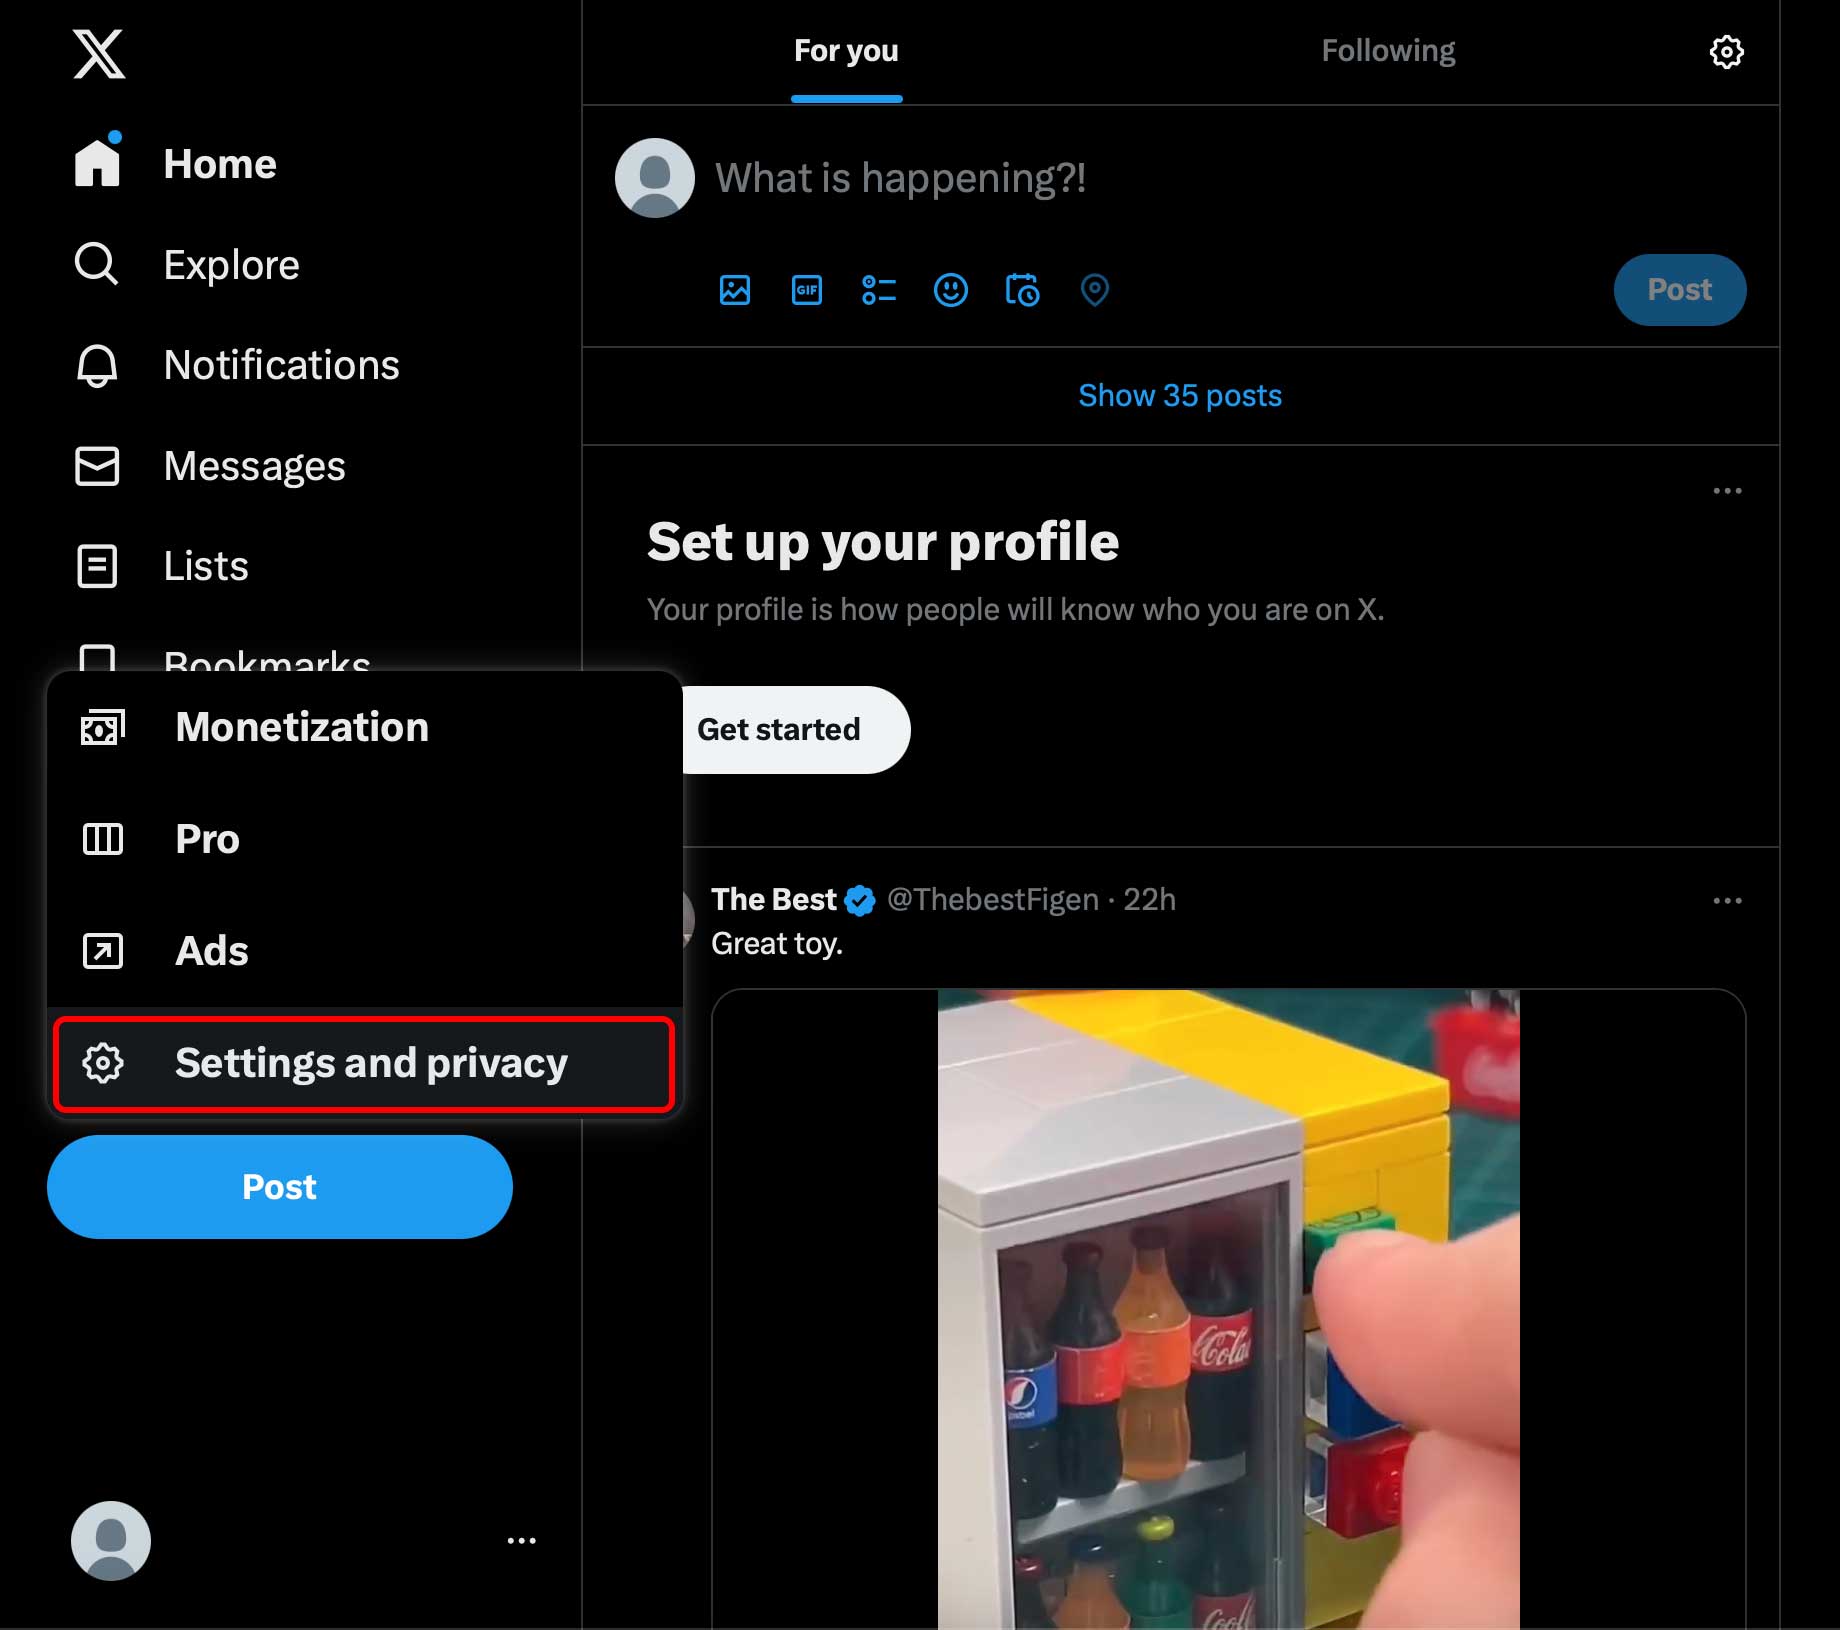 Home
Explore
Notifications
Messages
Lists
Bookmarks
Monetization
Pro
Ads
Settings and privacy
Post
For you
Following
What is happening?!
GIF
Post
Show 35 posts
Set up your profile
Your profile is how people will know who you are on X.
Get started
The Best @ThebestFigen · 22h
Great toy.
Cola